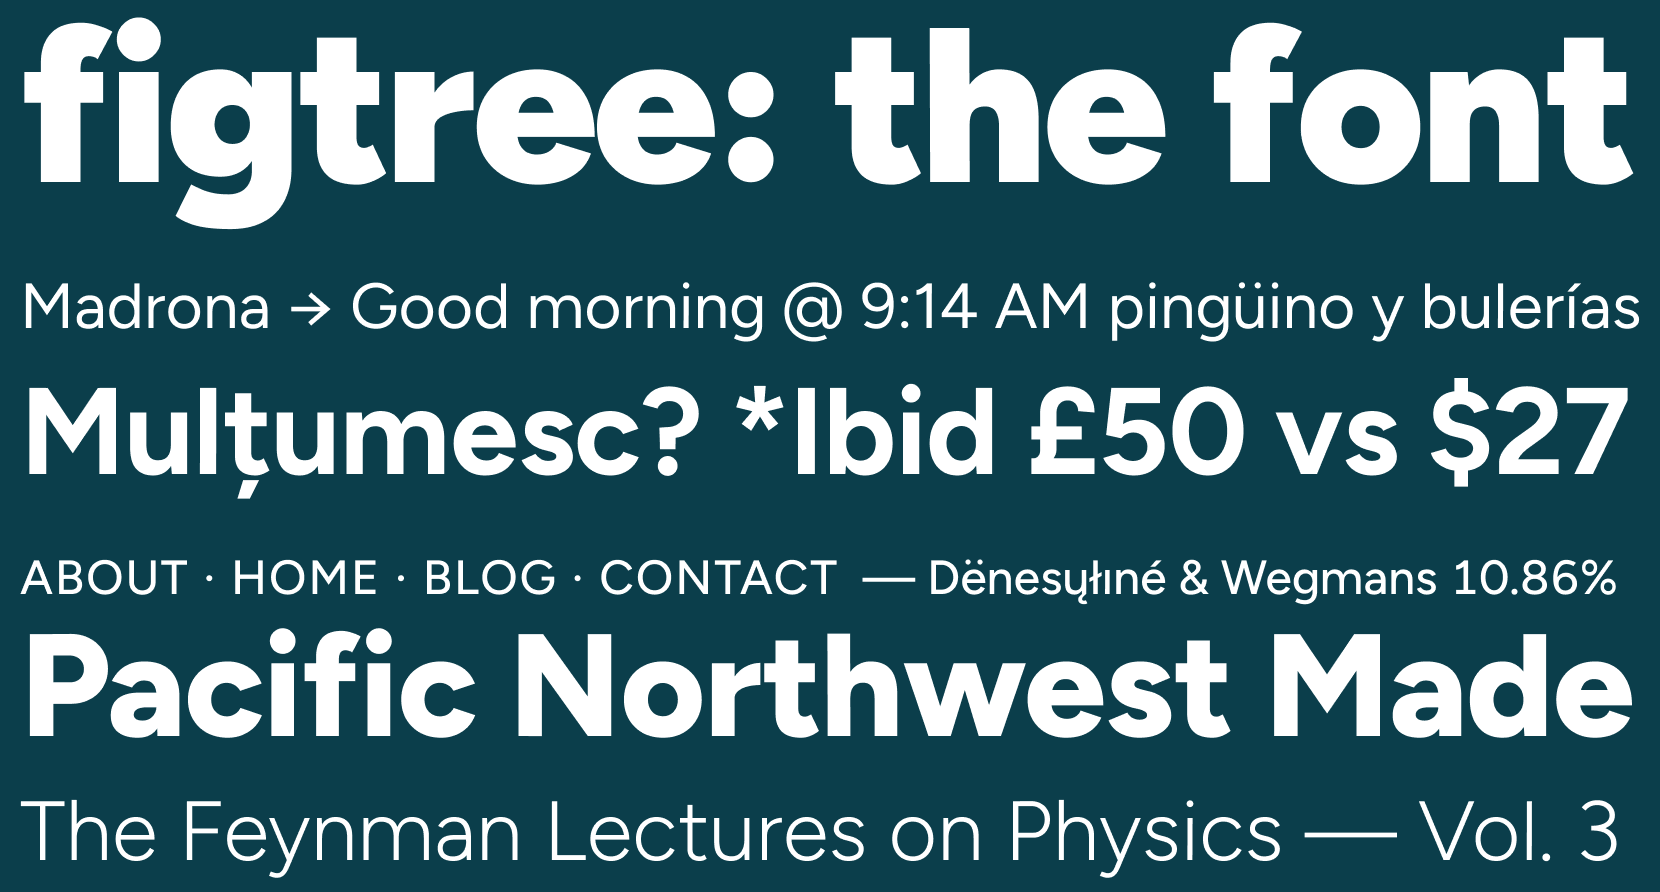 figtree: the font
Madrona → Good morning @ 9:14 AM pingüino y bulerías
Mulțumesc? *Ibid £50 vs $27
ABOUT · HOME · BLOG · CONTACT — Dënesųłıné & Wegmans 10.86%
Pacific Northwest Made
The Feynman Lectures on Physics — Vol. 3